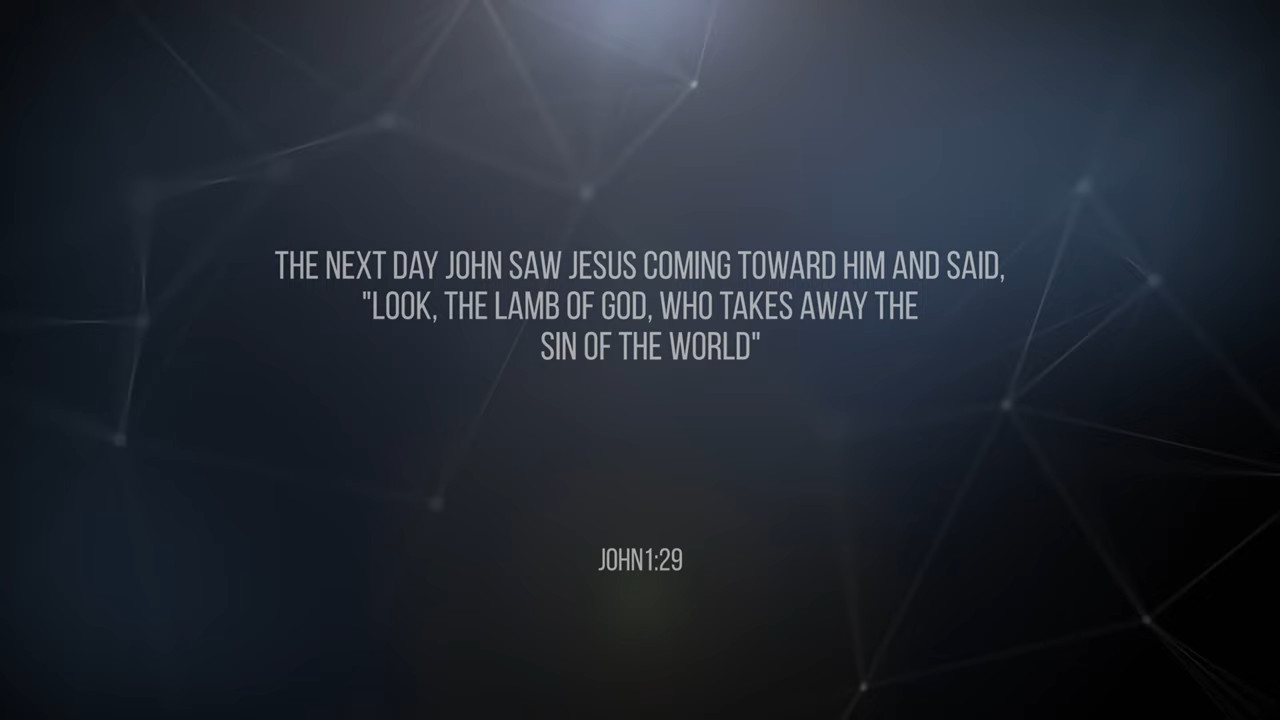 THE NEXT DAY JOHN SAW JESUS COMING TOWARD HIM AND SAID,
"LOOK, THE LAMB OF GOD, WHO TAKES AWAY THE
SIN OF THE WORLD"
JOHN1:29